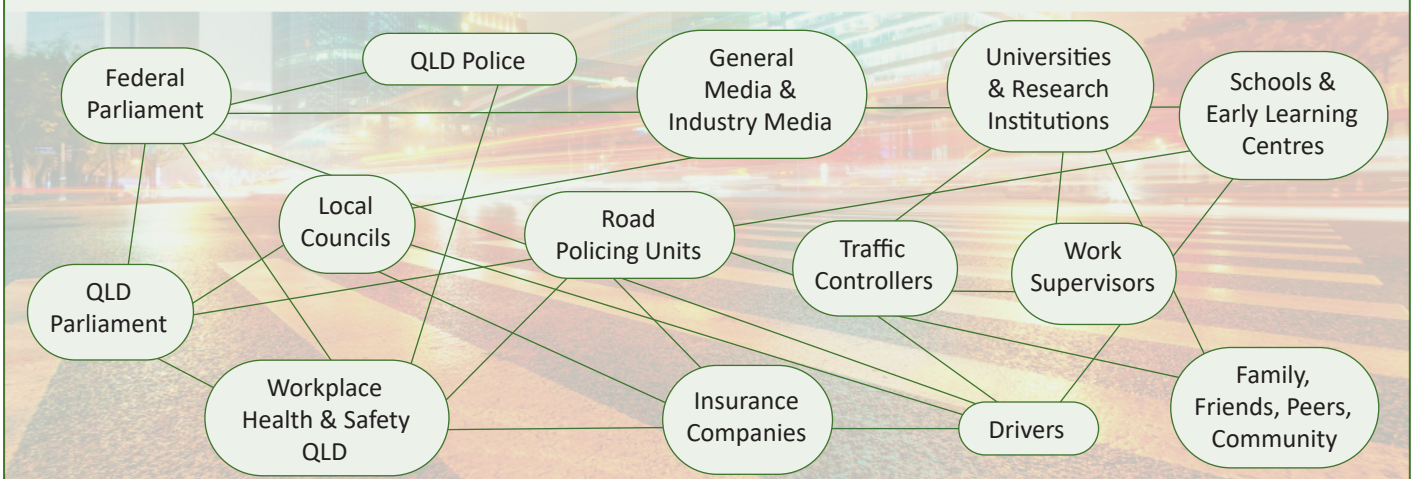 Federal
Parliament
QLD Police
General
Media &
Industry Media
Universities
& Research
Institutions
Schools &
Early Learning
Centres
Local
Councils
Road
Policing Units
Traffic
Controllers
Work
Supervisors
QLD
Parliament
Workplace
Health & Safety
QLD
Insurance
Companies
Drivers
Family,
Friends, Peers,
Community